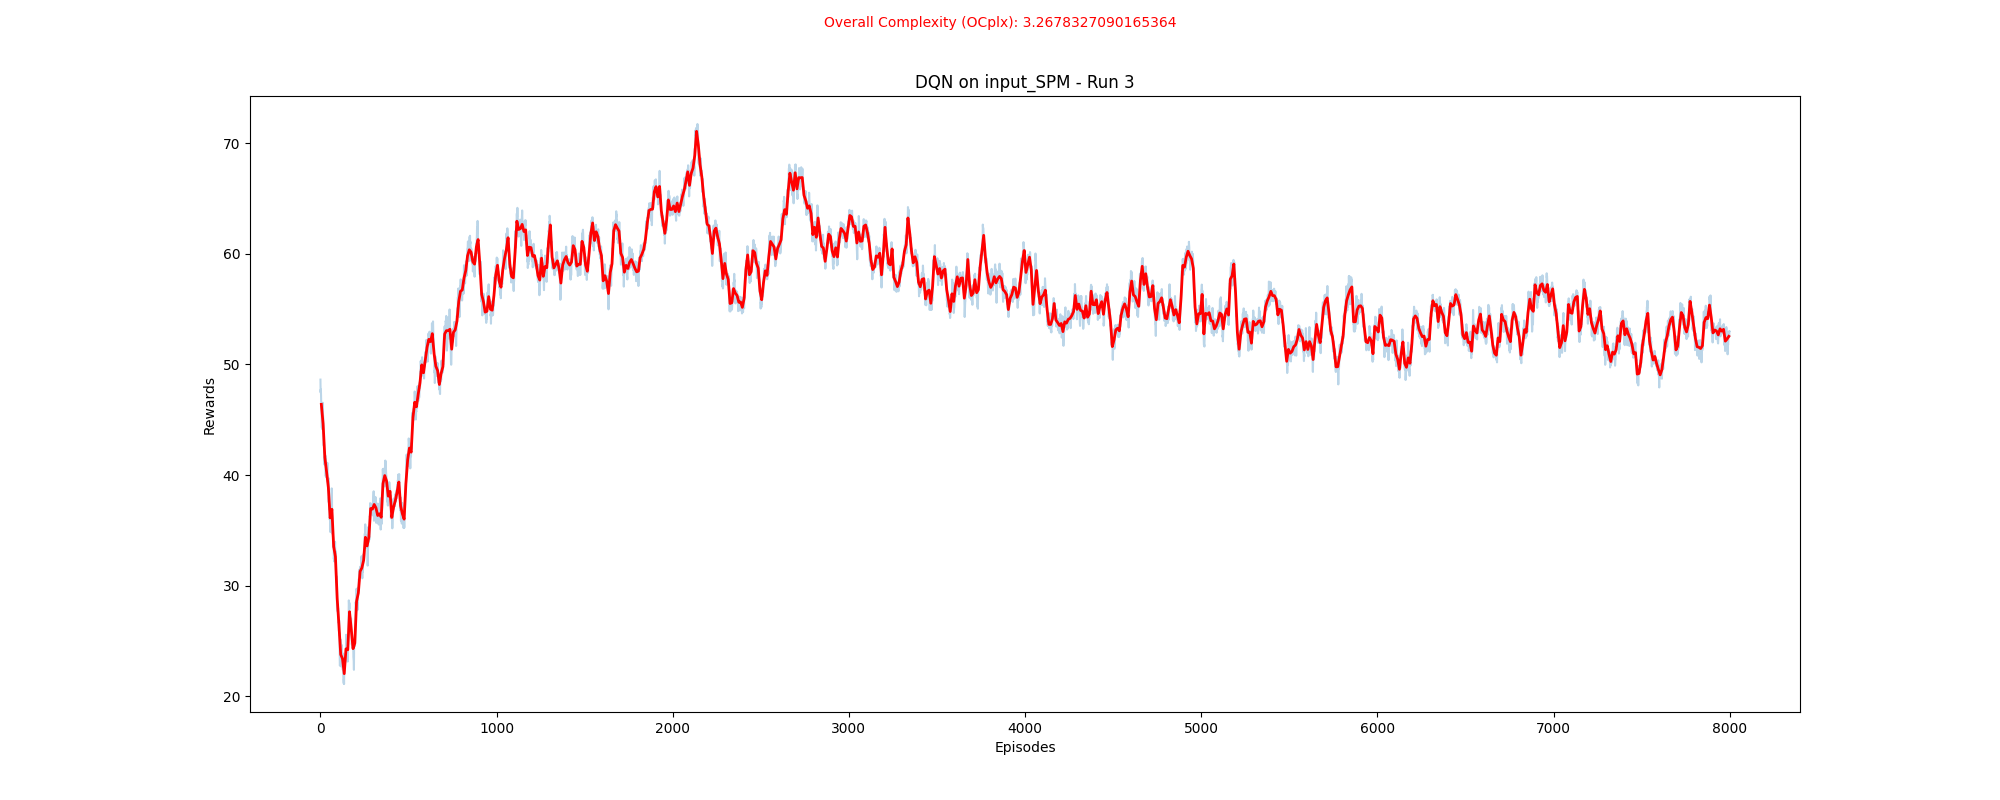 Overall Complexity (OCplx): 3.2678327090165364
DQN on input_SPM - Run 3
70
60
50
40
30
20
Rewards
0 1000 2000 3000 4000 5000 6000 7000 8000
Episodes